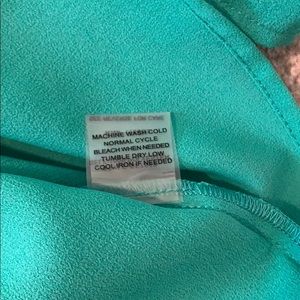 MACHINE WASH COLD
NORMAL CYCLE
BLEACH WHEN NEEDED
TUMBLE DRY LOW
COOL IRON IF NEEDED